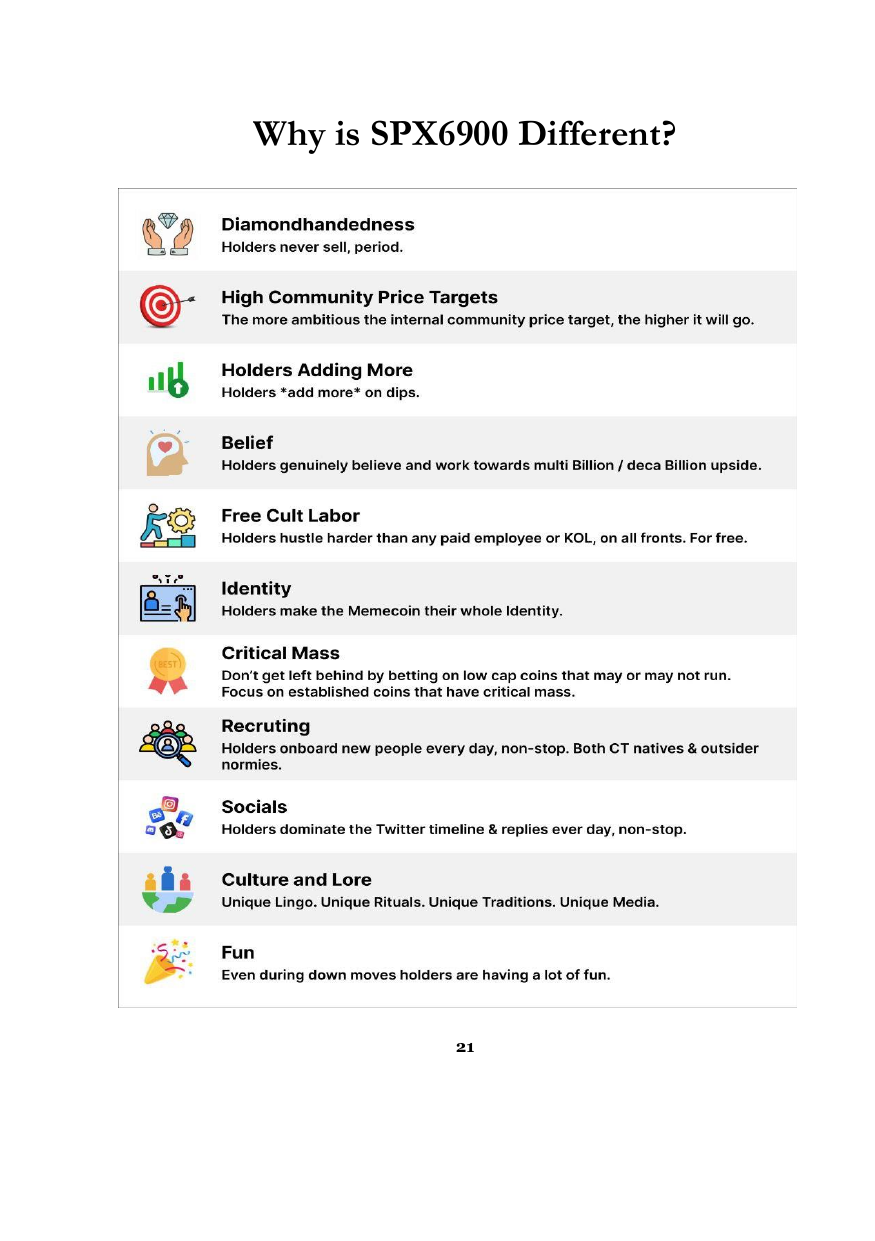 Why is SPX6900 Different?
Diamondhandedness
Holders never sell, period.
High Community Price Targets
The more ambitious the internal community price target, the higher it will go.
Holders Adding More
Holders *add more* on dips.
Belief
Holders genuinely believe and work towards multi Billion / deca Billion upside.
Free Cult Labor
Holders hustle harder than any paid employee or KOL, on all fronts. For free.
Identity
Holders make the Memecoin their whole Identity.
BEST
Critical Mass
Don't get left behind by betting on low cap coins that may or may not run.
Focus on established coins that have critical mass.
Recruting
Holders onboard new people every day, non-stop. Both CT natives & outsider
normies.
Socials
Holders dominate the Twitter timeline & replies ever day, non-stop.
Culture and Lore
Unique Lingo. Unique Rituals. Unique Traditions. Unique Media.
Fun
Even during down moves holders are having a lot of fun.
21